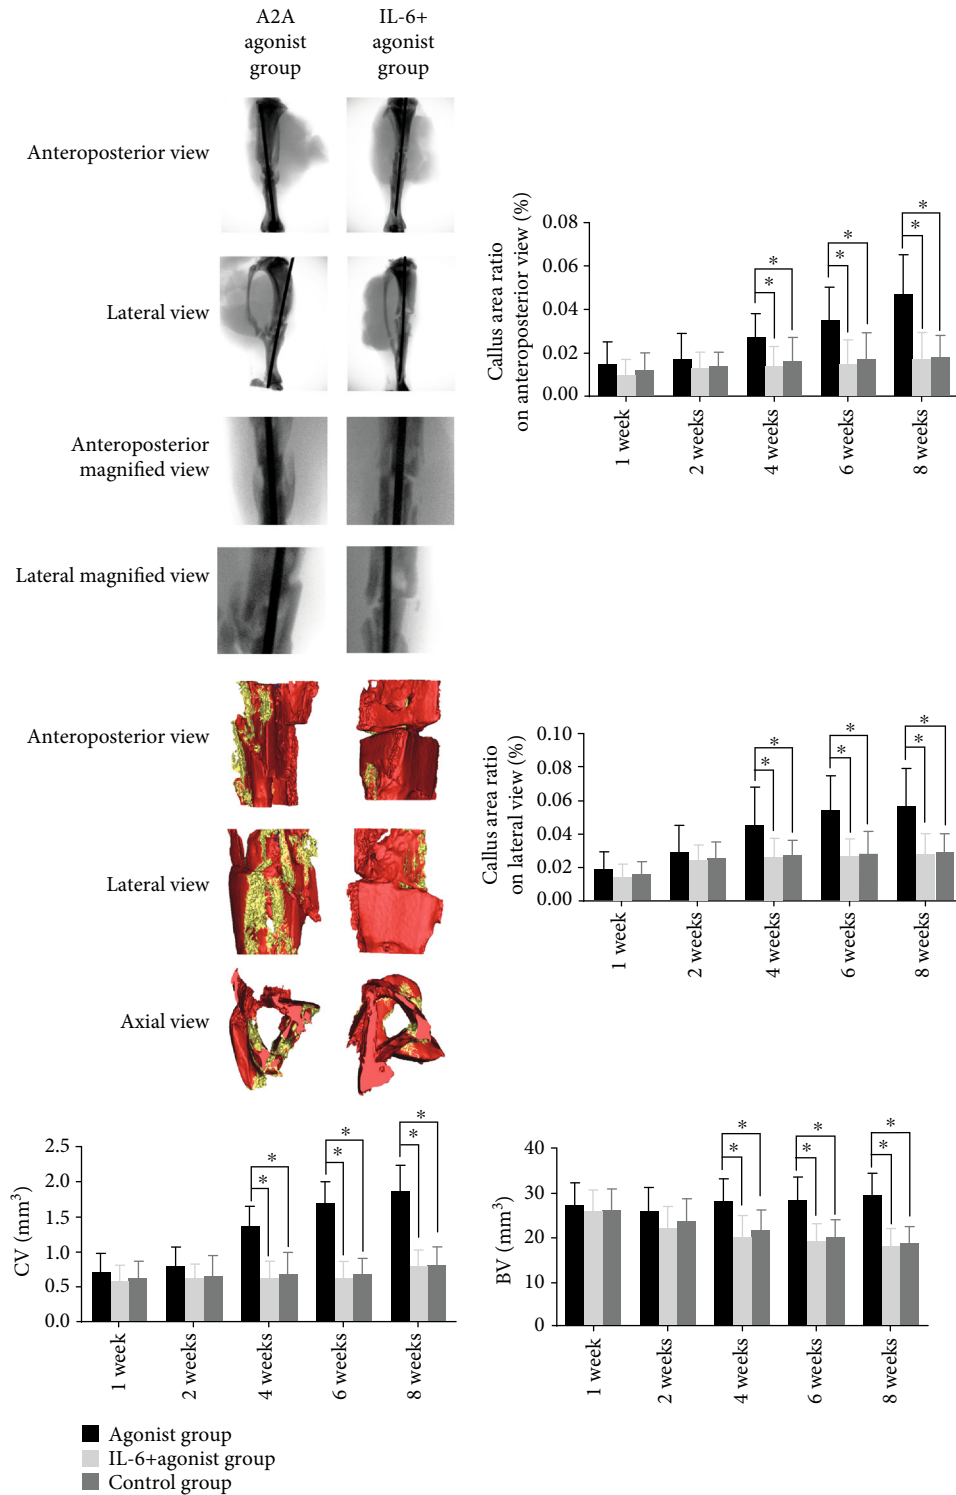 A2A
agonist
group
IL-6+
agonist
group
Anteroposterior view
Lateral view
Anteroposterior
magnified view
Lateral magnified view
Anteroposterior view
Lateral view
Axial view
Callus area ratio
on anteroposterior view (%)
0.08
0.06
0.04
0.02
0.00
* * * * * *
1 week
2 weeks
4 weeks
6 weeks
8 weeks
Callus area ratio
on lateral view (%)
0.10
0.08
0.06
0.04
0.02
0.00
* * * * * *
1 week
2 weeks
4 weeks
6 weeks
8 weeks
CV (mm³)
2.5
2.0
1.5
1.0
0.5
0.0
* * * * * *
1 week
2 weeks
4 weeks
6 weeks
8 weeks
BV (mm³)
40
30
20
10
0
* * * * * *
1 week
2 weeks
4 weeks
6 weeks
8 weeks
Agonist group
IL-6+agonist group
Control group